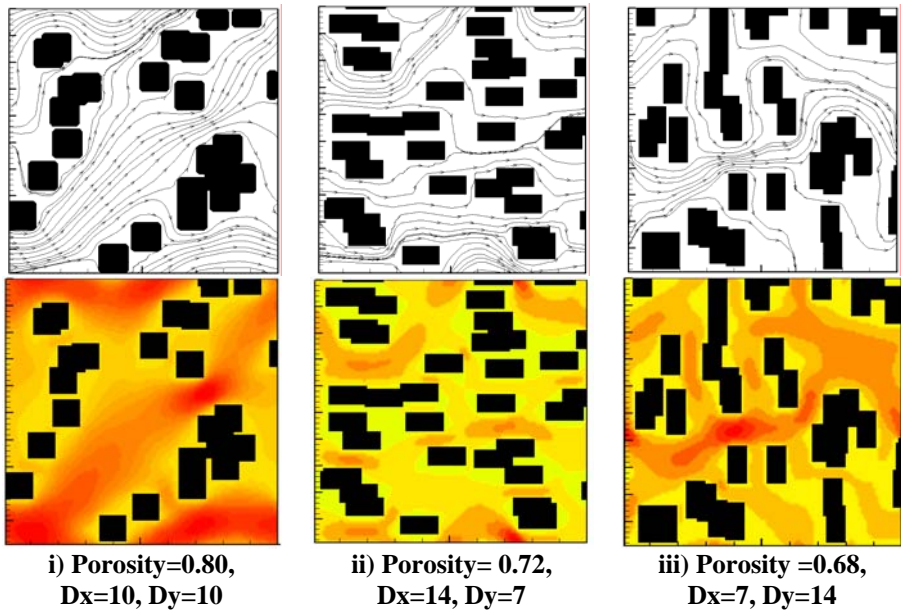 i) Porosity=0.80,
Dx=10, Dy=10
ii) Porosity= 0.72,
Dx=14, Dy=7
iii) Porosity =0.68,
Dx=7, Dy=14